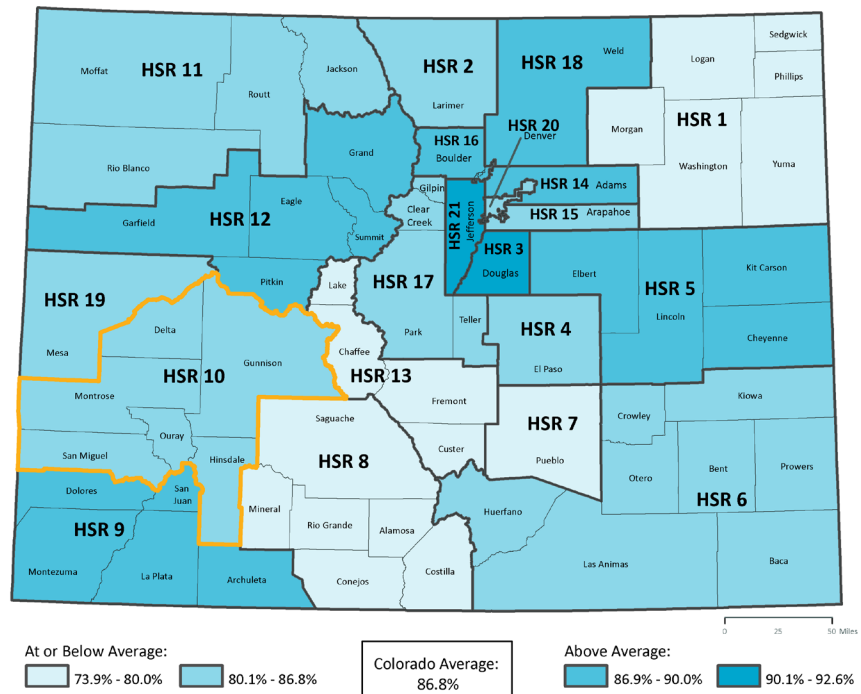 Sedgwick
HSR 18
Weld
Logan
HSR 2
Jackson
HSR 11
Moffat
Phillips
Routt
Larimer
HSR 1
HSR 20
Denver
Morgan
HSR 16
Boulder
Grand
Rio Blanco
Washington
Yuma
HSR 14
Adams
Gilpin
Eagle
Clear
Creek
HSR 21
Jefferson
HSR 15
Arapahoe
HSR 12
Garfield
Summit
HSR 3
Douglas
Elbert
Kit Carson
Pitkin
Lake
HSR 17
HSR 5
Lincoln
HSR 19
Delta
Park
Teller
HSR 4
Cheyenne
Mesa
Chaffee
Gunnison
HSR 10
HSR 13
El Paso
Montrose
Fremont
Kiowa
Saguache
Crowley
HSR 7
Ouray
Custer
San Miguel
Hinsdale
HSR 8
Pueblo
Bent
Prowers
Otero
HSR 6
Dolores
San
Juan
Mineral
Huerfano
HSR 9
Rio Grande
Alamosa
Las Animas
Baca
Montezuma
La Plata
Archuleta
Conejos
Costilla
0 25 50 Miles
At or Below Average:
73.9% - 80.0%
80.1% - 86.8%
Colorado Average:
86.8%
Above Average:
86.9% - 90.0%
90.1% - 92.6%